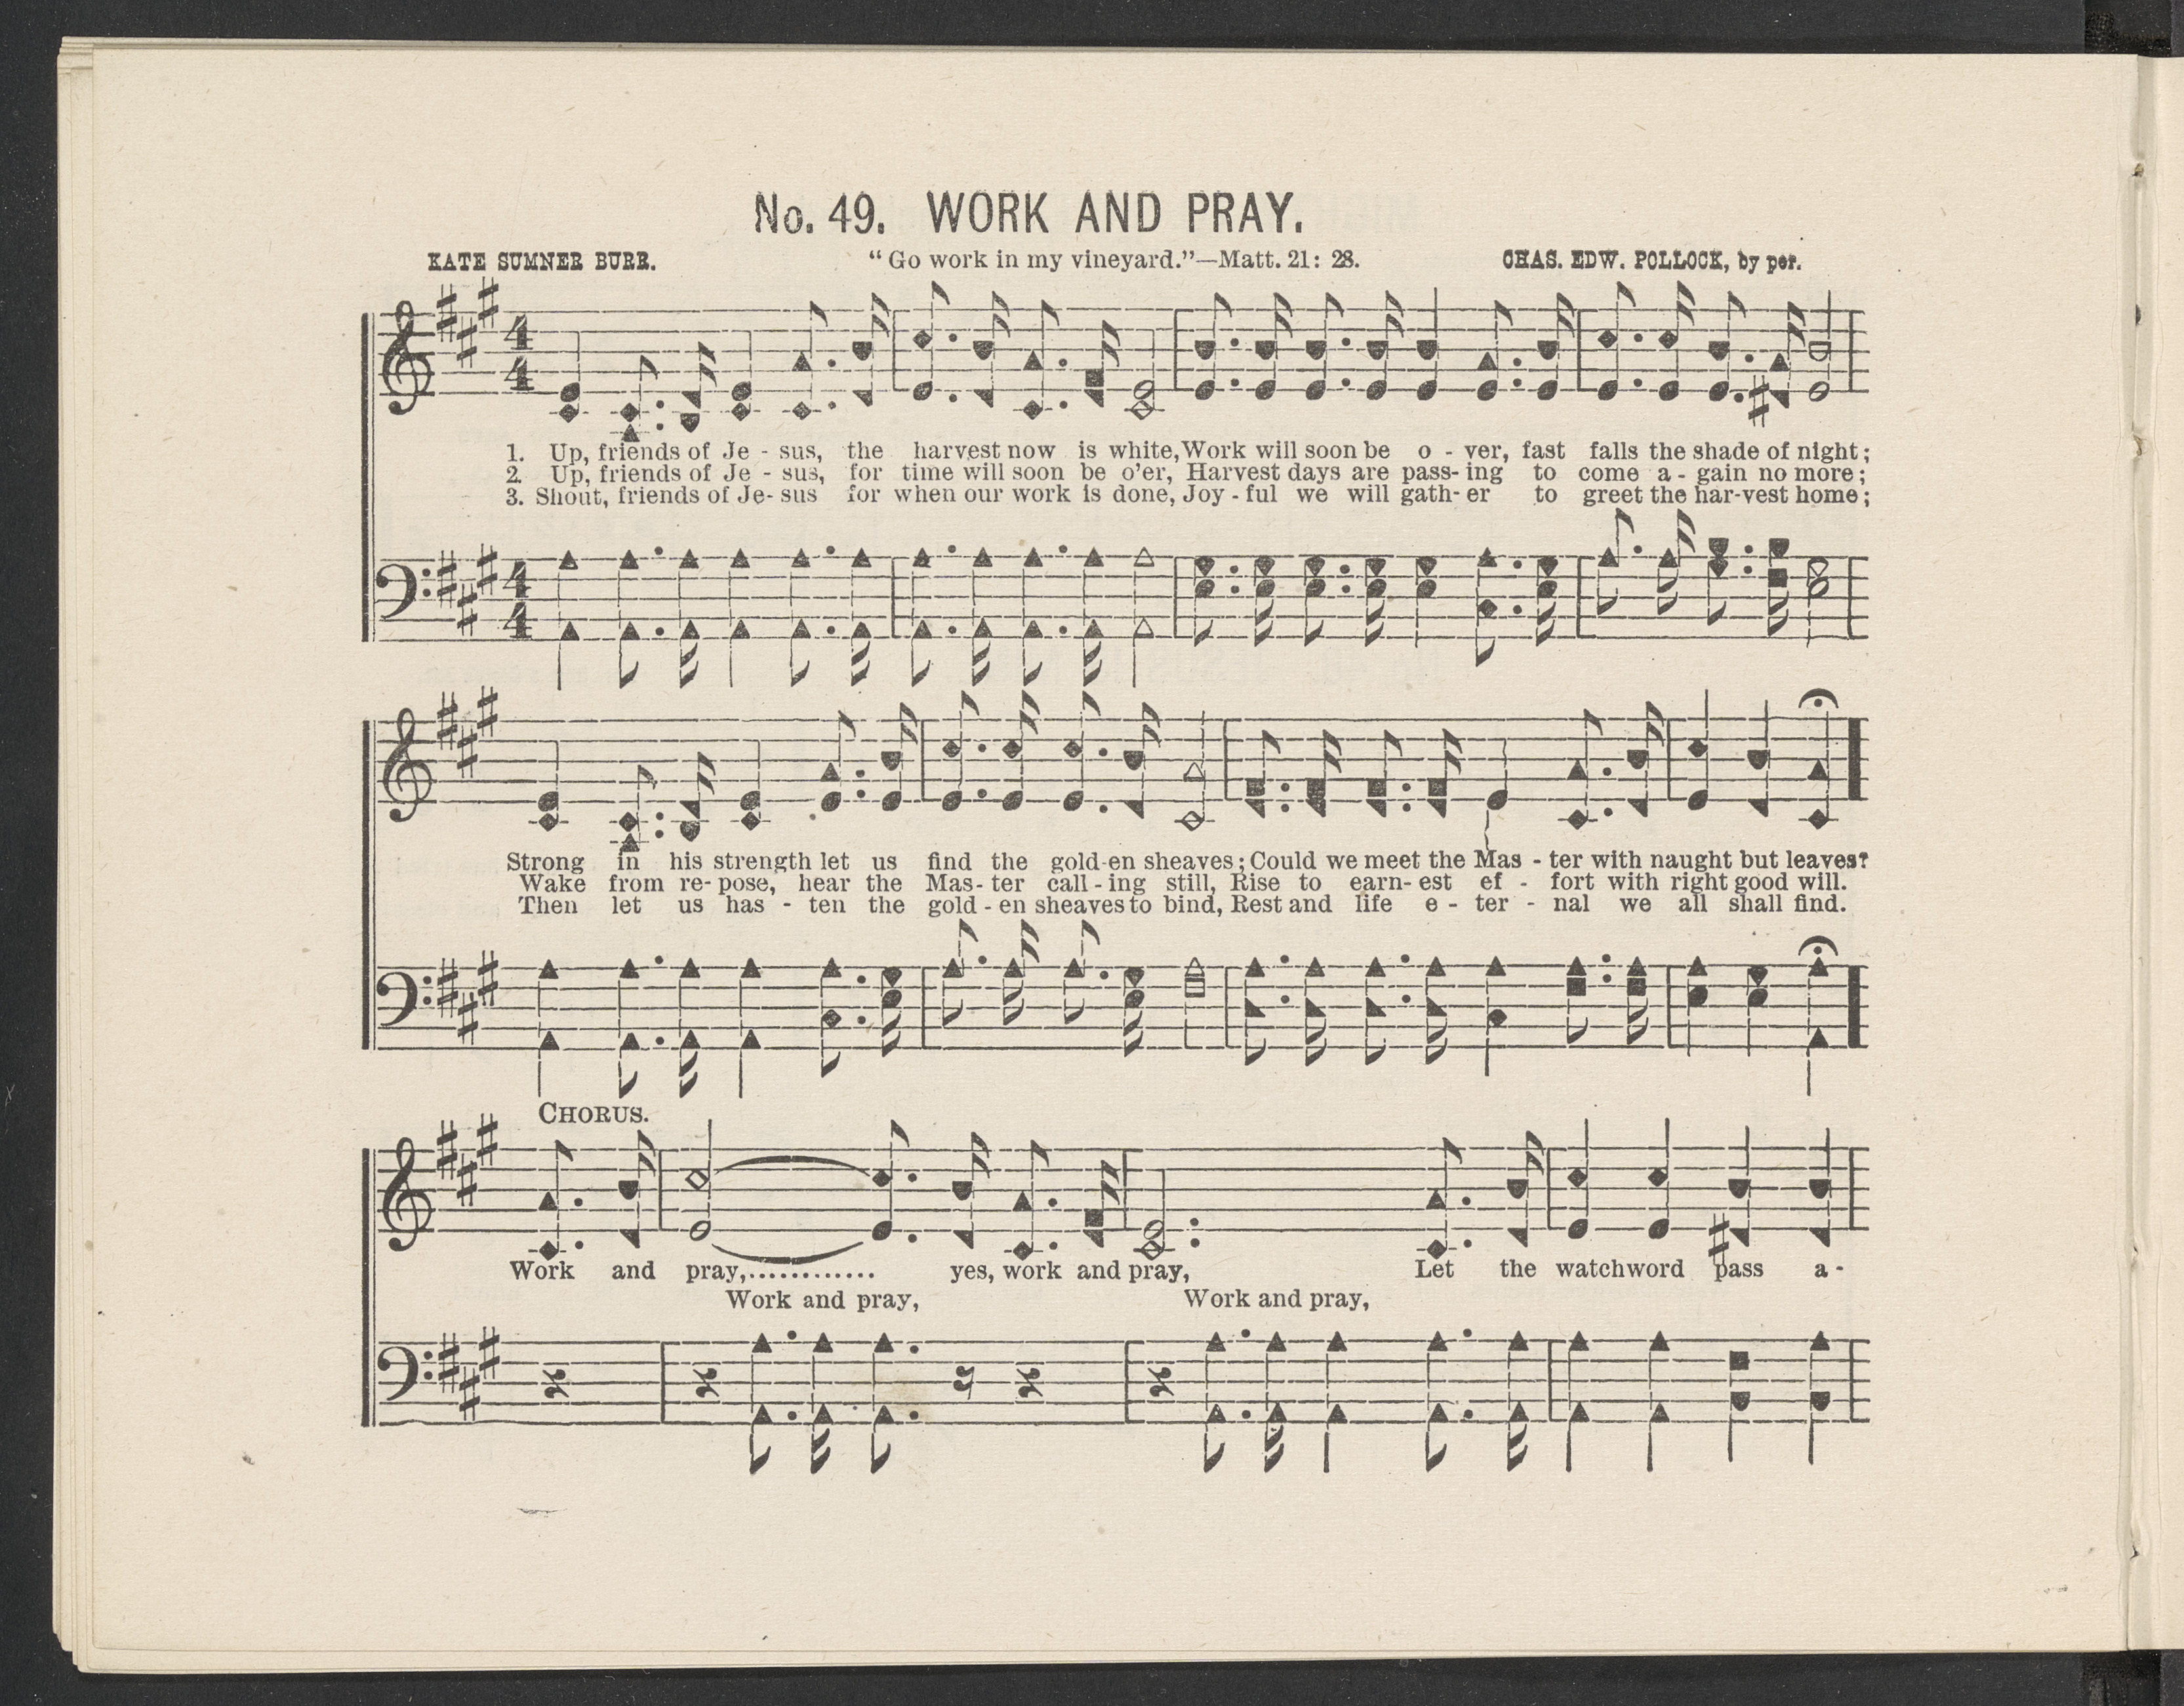 No. 49. WORK AND PRAY.
KATE SUMNER BURR. “Go work in my vineyard.”—Matt. 21: 28. CHAS. EDW. POLLOCK, by per.
4 4
1. Up, friends of Je - sus, the harvest now is white, Work will soon be o - ver, fast falls the shade of night;
2. Up, friends of Je - sus, for time will soon be o’er, Harvest days are pass- ing to come a - gain no more;
3. Shout, friends of Je- sus for when our work is done, Joy - ful we will gath- er to greet the har-vest home;
4 4
Strong in his strength let us find the gold-en sheaves; Could we meet the Mas - ter with naught but leaves?
Wake from re- pose, hear the Mas- ter call - ing still, Rise to earn- est ef - fort with right good will.
Then let us has - ten the gold - en sheaves to bind, Rest and life e - ter - nal we all shall find.
CHORUS.
Work and pray,............ yes, work and pray, Let the watchword pass a -
Work and pray, Work and pray,